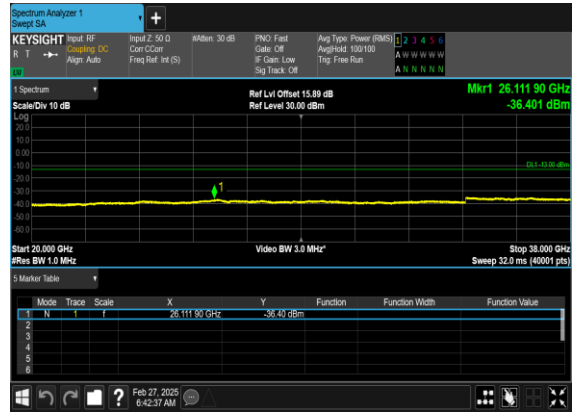 Spectrum Analyzer 1
Swept SA
+
KEYSIGHT Input: RF Input Z: 50 Ω #Atten: 30 dB PNO: Fast Avg Type: Power (RMS) 1 2 3 4 5 6
R T Coupling: DC Corr CCorr Gate: Off Avg|Hold: 100/100 A W W W W W
Align: Auto Freq Ref: Int (S) IF Gain: Low Trig: Free Run A N N N N N
Sig Track: Off
1 Spectrum Ref Lvl Offset 15.89 dB Mkr1 26.111 90 GHz
Scale/Div 10 dB Ref Level 30.00 dBm -36.401 dBm
Log
20.0
10.0
0.00
-10.0 DL1 -13.00 dBm
-20.0
-30.0 1
-40.0
-50.0
-60.0
Start 20.000 GHz Video BW 3.0 MHz* Stop 38.000 GHz
#Res BW 1.0 MHz Sweep 32.0 ms (40001 pts)
5 Marker Table
Mode Trace Scale X Y Function Function Width Function Value
1 N 1 f 26.111 90 GHz -36.40 dBm
2
3
4
5
6
? Feb 27, 2025
6:42:37 AM